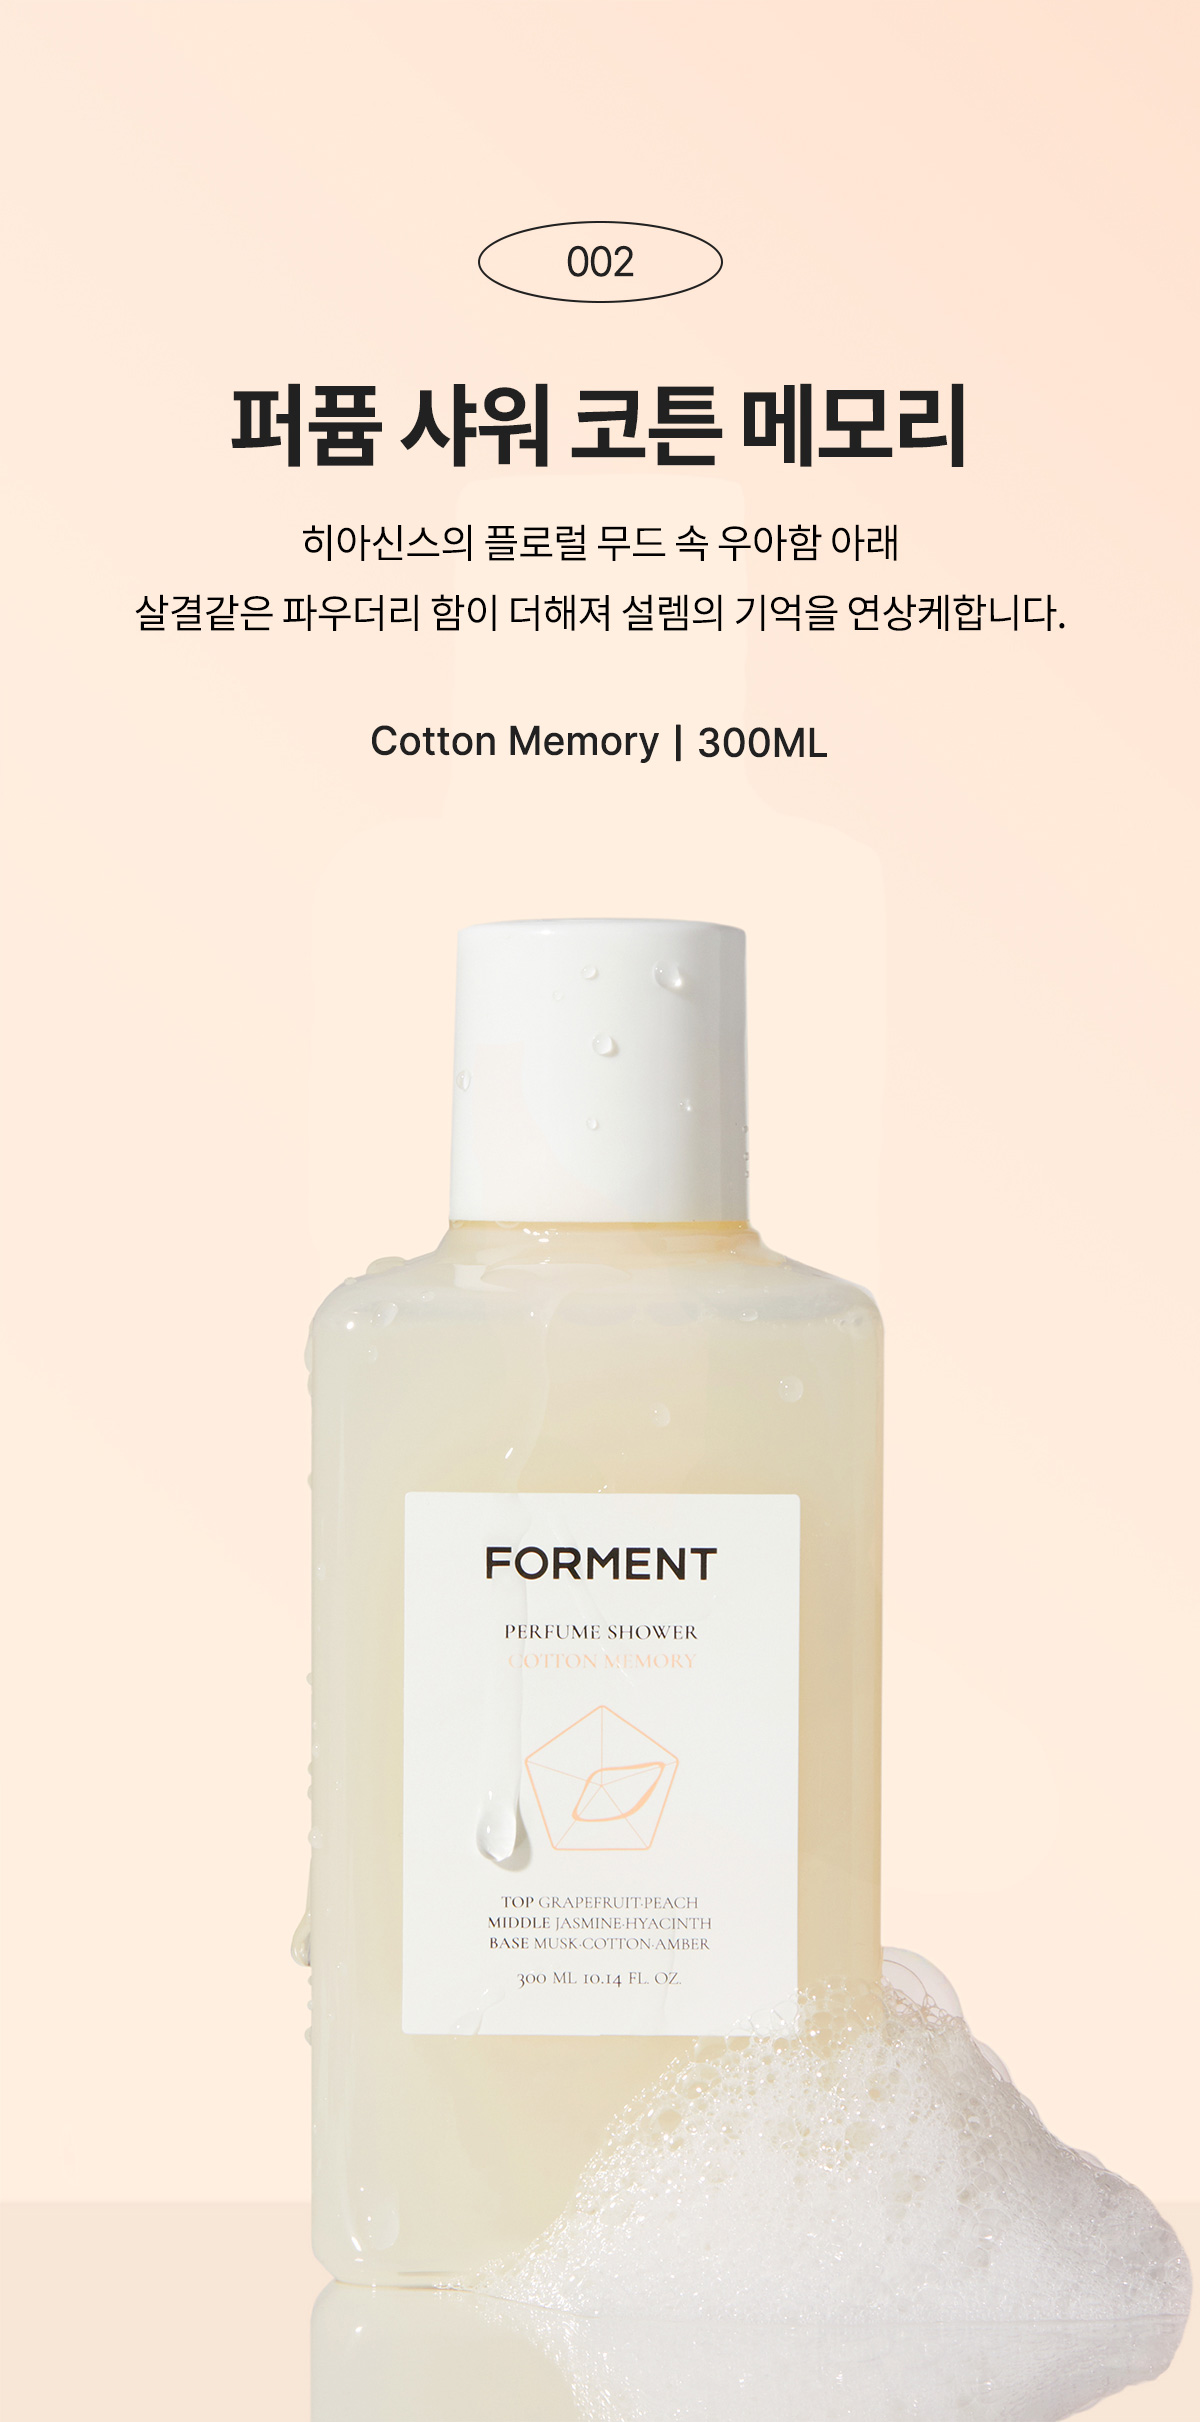 002
퍼퓸 샤워 코튼 메모리
히아신스의 플로럴 무드 속 우아함 아래
살결같은 파우더리 함이 더해져 설렘의 기억을 연상케합니다.
Cotton Memory | 300ML
FORMENT
PERFUME SHOWER
COTTON MEMORY
TOP GRAPEFRUIT·PEACH
MIDDLE JASMINE·HYACINTH
BASE MUSK·COTTON·AMBER
300 ML 10.14 FL. OZ.